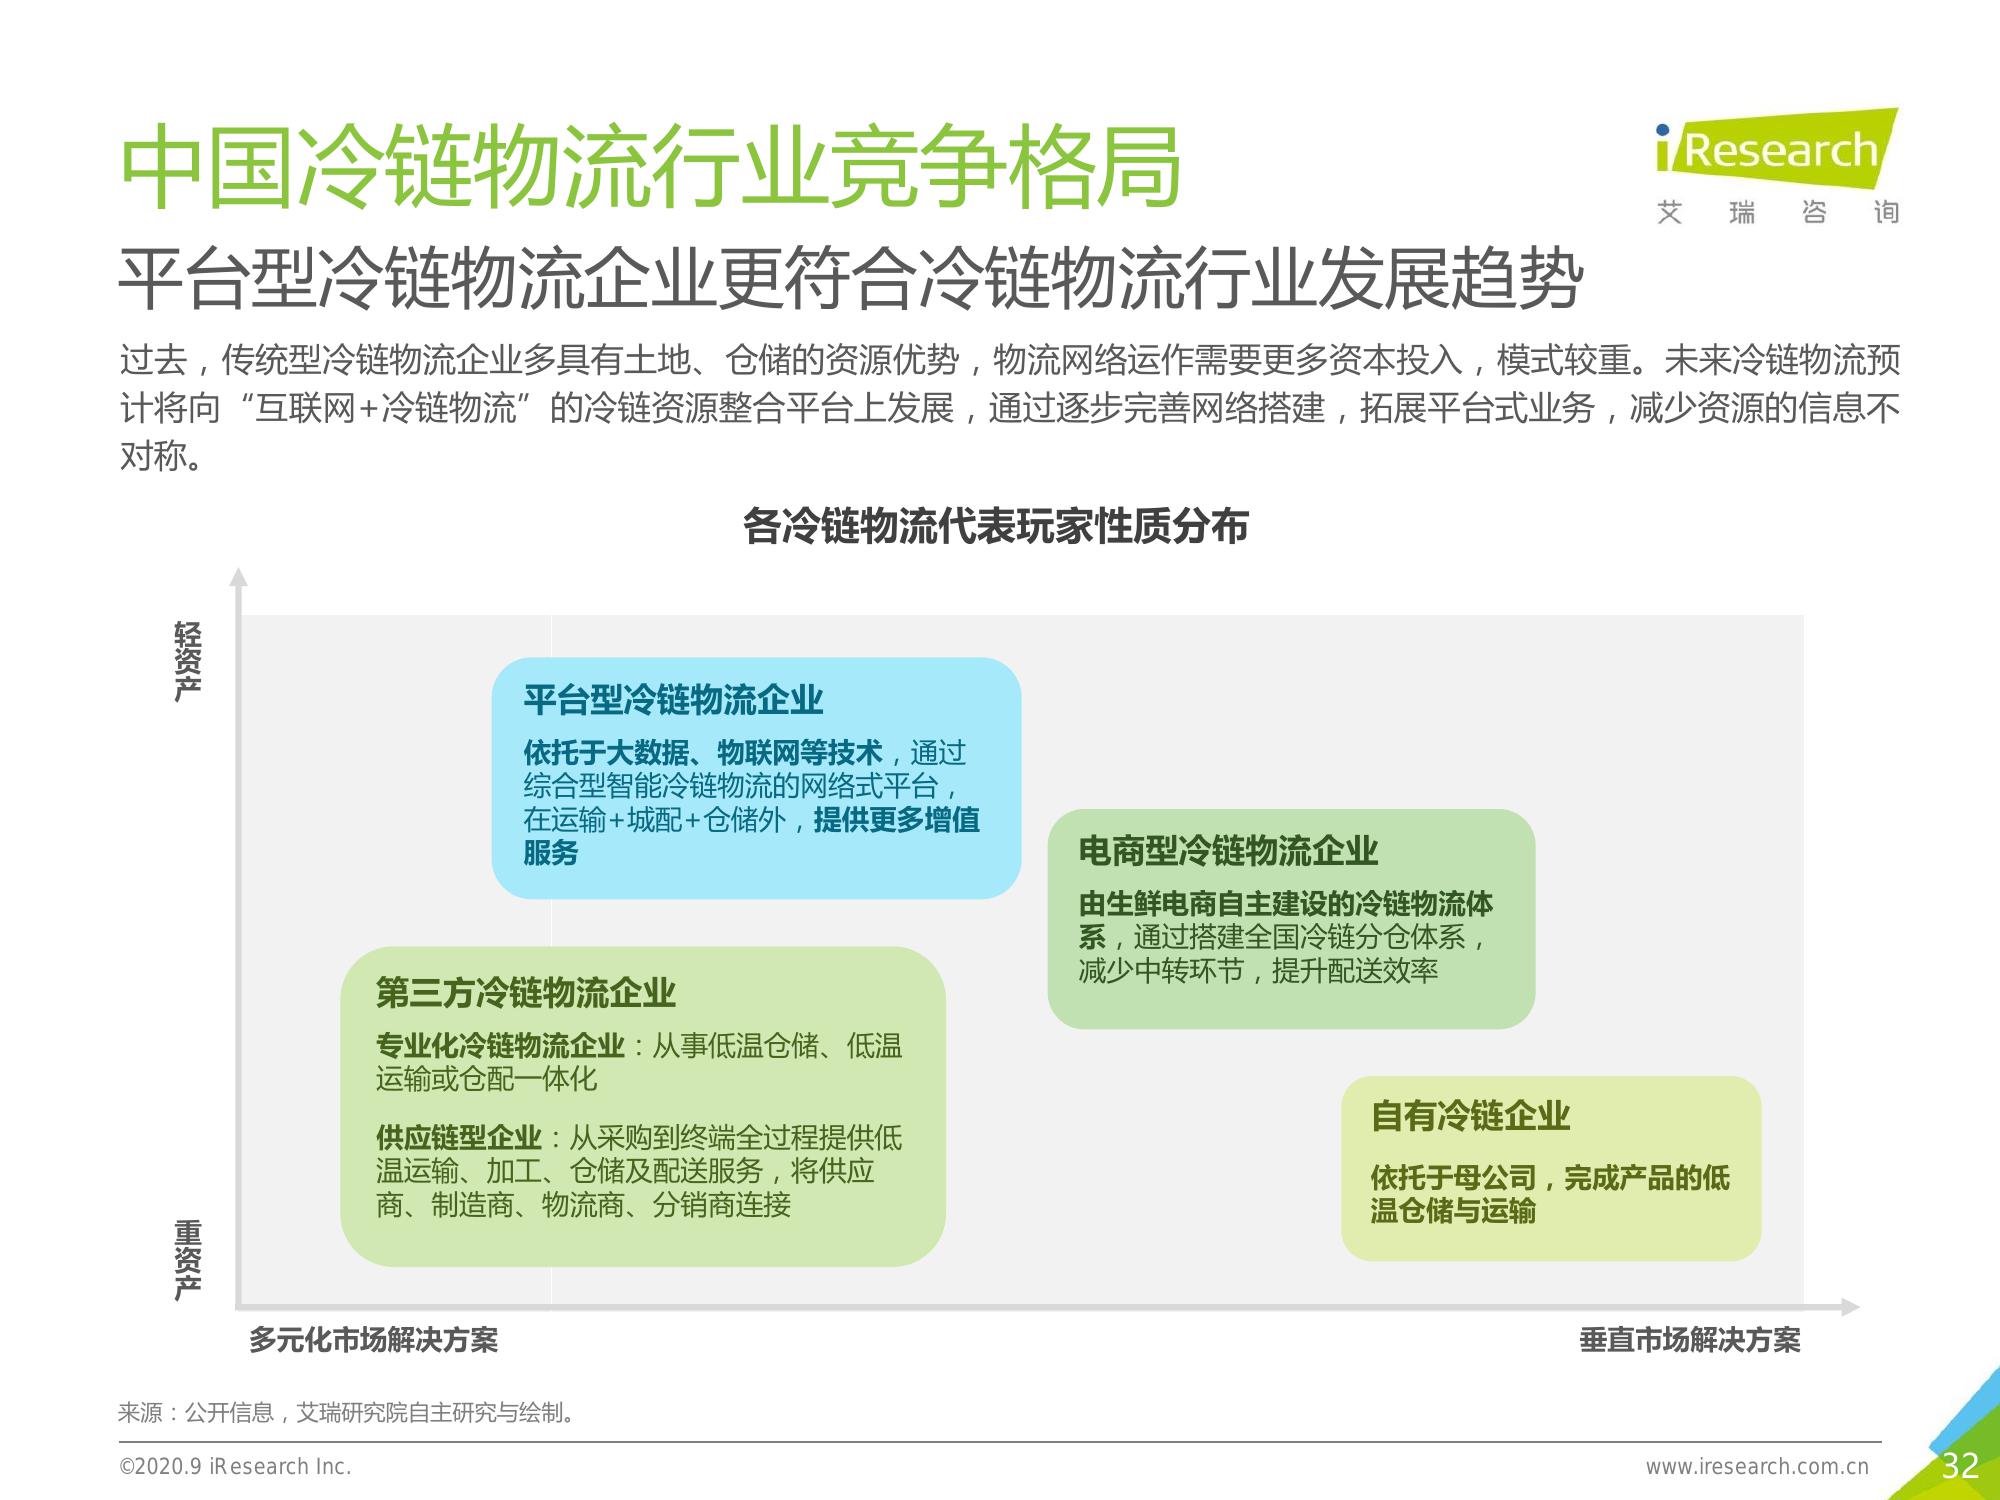 中国冷链物流行业竞争格局
iResearch
艾瑞咨询
平台型冷链物流企业更符合冷链物流行业发展趋势
过去，传统型冷链物流企业多具有土地、仓储的资源优势，物流网络运作需要更多资本投入，模式较重。未来冷链物流预
计将向“互联网+冷链物流”的冷链资源整合平台上发展，通过逐步完善网络搭建，拓展平台式业务，减少资源的信息不
对称。
各冷链物流代表玩家性质分布
轻资产
平台型冷链物流企业
依托于大数据、物联网等技术，通过
综合型智能冷链物流的网络式平台，
在运输+城配+仓储外，提供更多增值
服务
电商型冷链物流企业
由生鲜电商自主建设的冷链物流体
系，通过搭建全国冷链分仓体系，
减少中转环节，提升配送效率
第三方冷链物流企业
专业化冷链物流企业：从事低温仓储、低温
运输或仓配一体化
供应链型企业：从采购到终端全过程提供低
温运输、加工、仓储及配送服务，将供应
商、制造商、物流商、分销商连接
自有冷链企业
依托于母公司，完成产品的低
温仓储与运输
重资产
多元化市场解决方案
垂直市场解决方案
来源：公开信息，艾瑞研究院自主研究与绘制。
©2020.9 iResearch Inc.
www.iresearch.com.cn
32